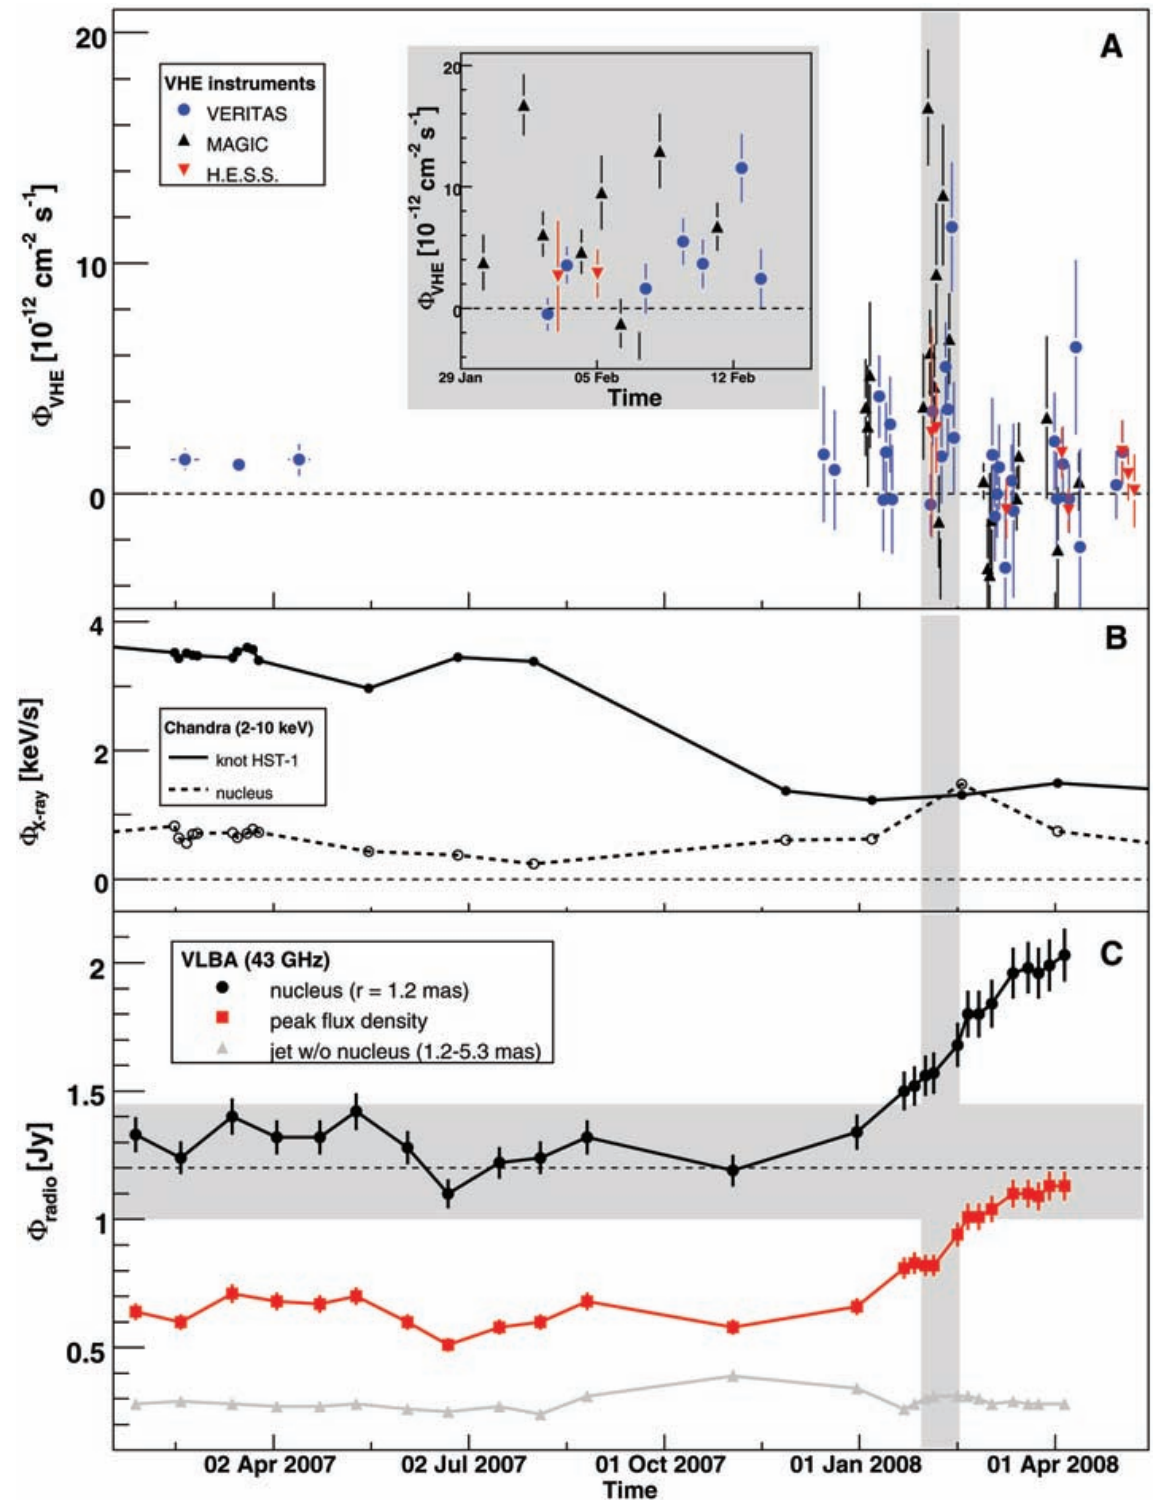 A
20
10
0
Φ_VHE [10^-12 cm^-2 s^-1]
VHE instruments
VERITAS
MAGIC
H.E.S.S.
20
10
0
Φ_VHE [10^-12 cm^-2 s^-1]
29 Jan 05 Feb 12 Feb
Time
B
4
2
0
Φ_X-ray [keV/s]
Chandra (2-10 keV)
knot HST-1
nucleus
C
2
1.5
1
0.5
Φ_radio [Jy]
VLBA (43 GHz)
nucleus (r = 1.2 mas)
peak flux density
jet w/o nucleus (1.2-5.3 mas)
02 Apr 2007 02 Jul 2007 01 Oct 2007 01 Jan 2008 01 Apr 2008
Time